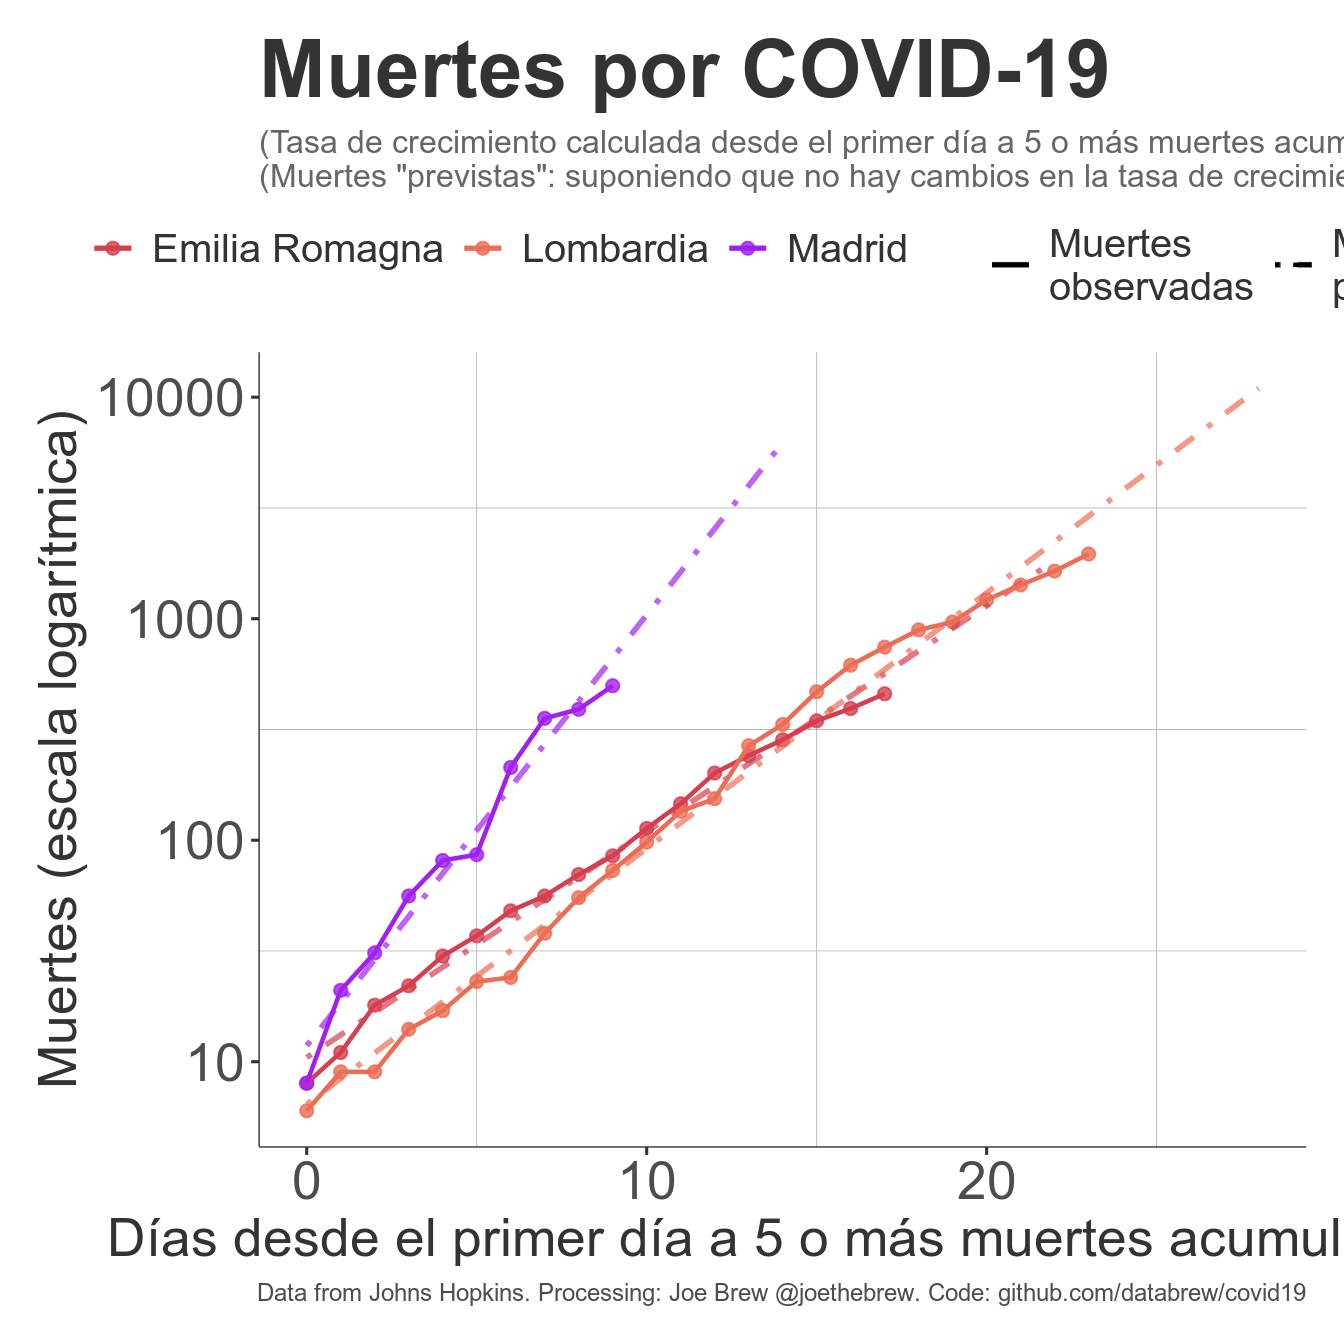 Muertes por COVID-19
(Tasa de crecimiento calculada desde el primer día a 5 o más muertes acum
(Muertes "previstas": suponiendo que no hay cambios en la tasa de crecimie
Emilia Romagna
Lombardia
Madrid
Muertes
observadas
10000
1000
100
10
Muertes (escala logarítmica)
0
10
20
Días desde el primer día a 5 o más muertes acumul
Data from Johns Hopkins. Processing: Joe Brew @joethebrew. Code: github.com/databrew/covid19